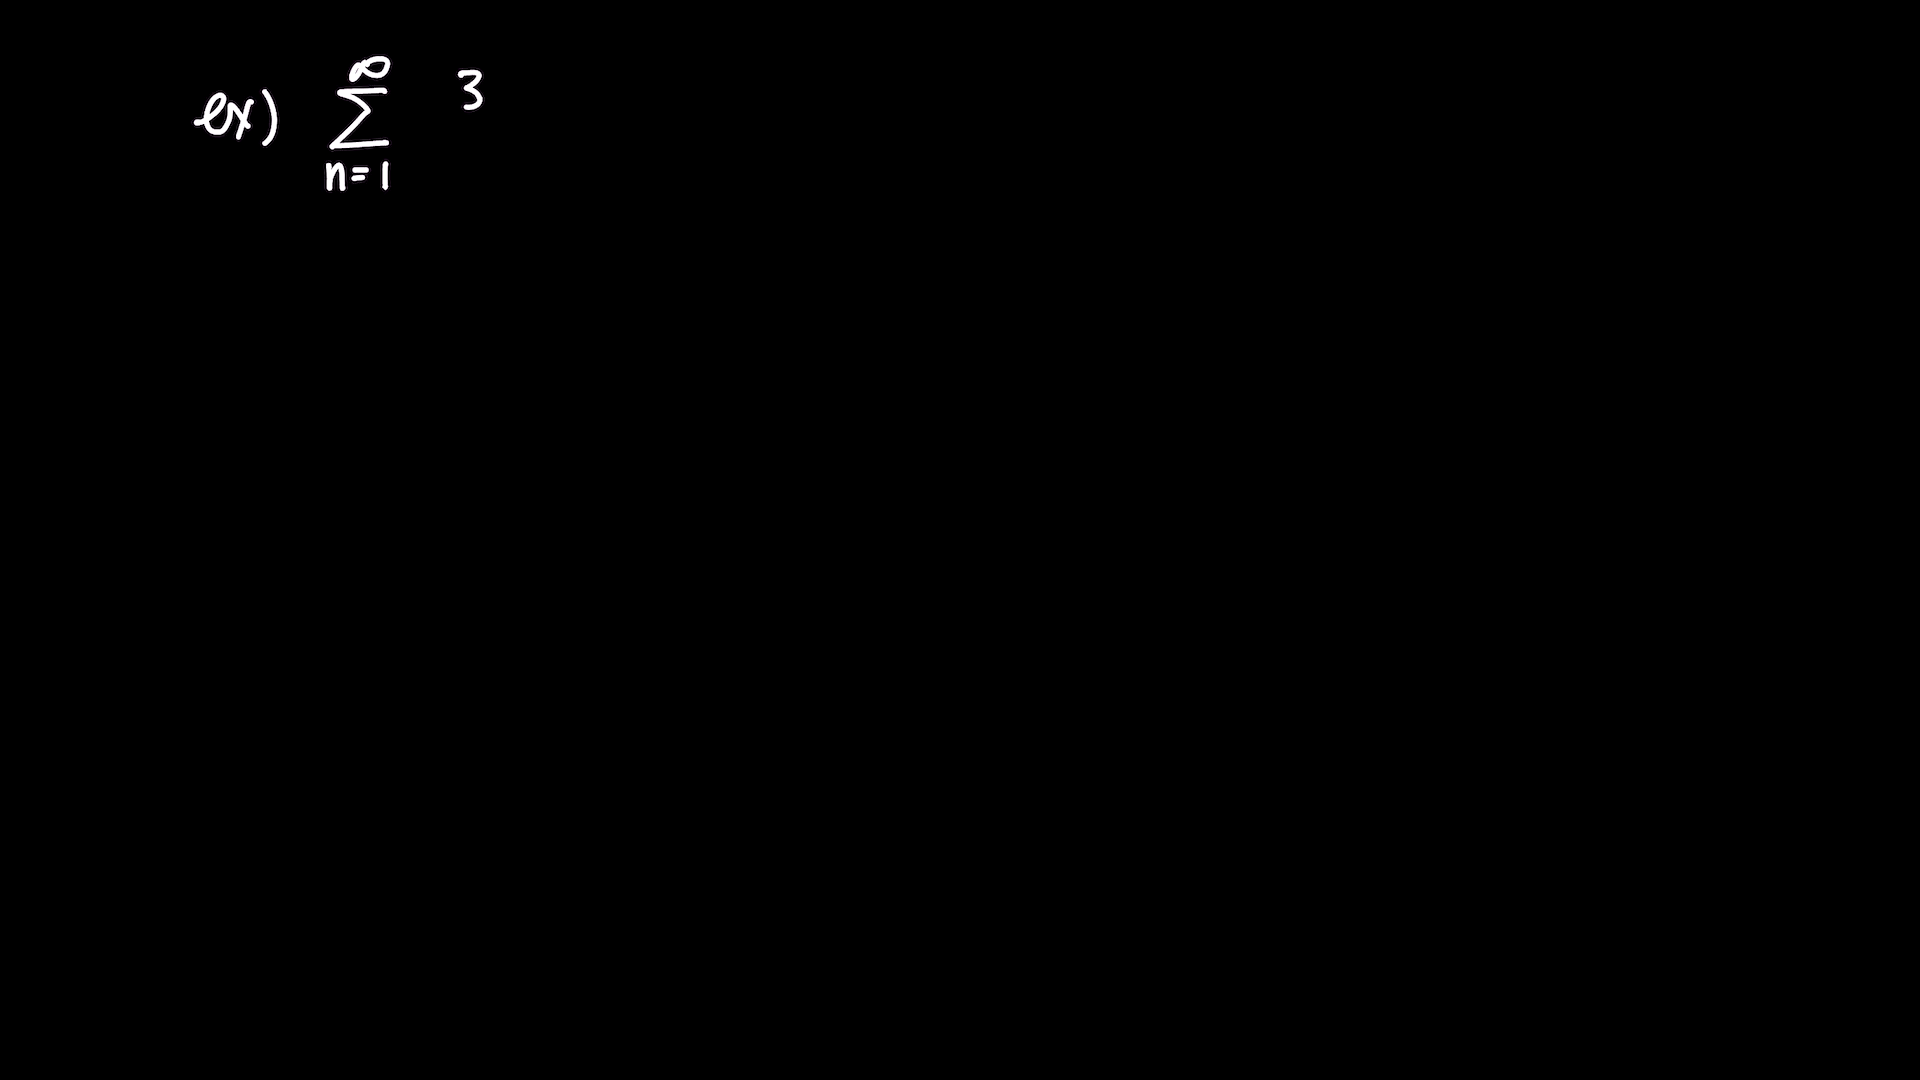 ex) ∞ ∑ n=1 3